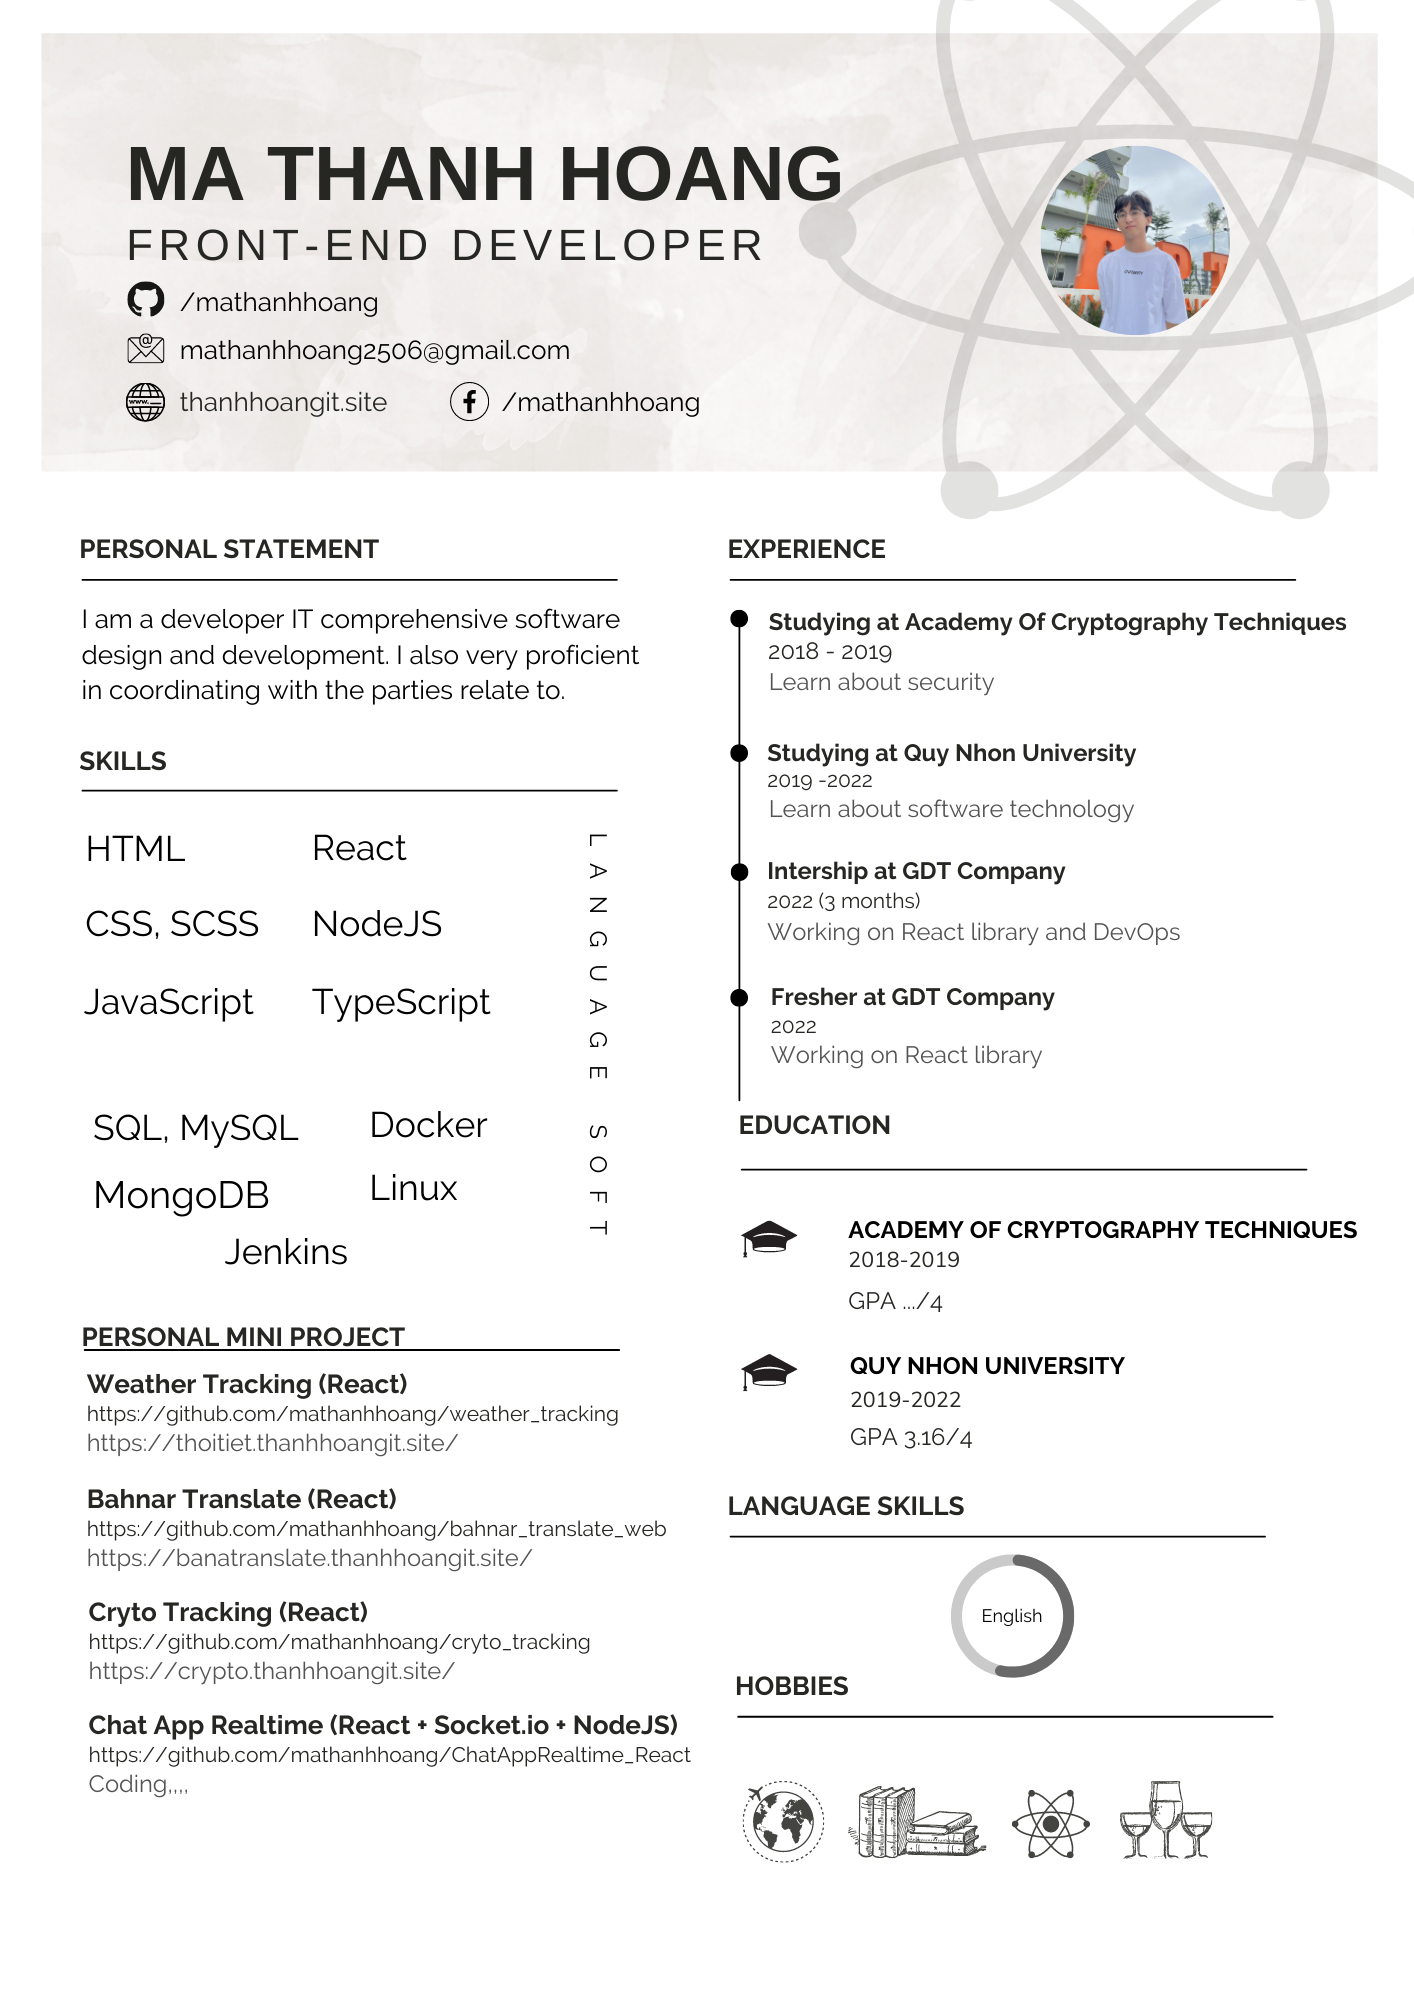 MA THANH HOANG
FRONT-END DEVELOPER
/mathanhhoang
mathanhhoang2506@gmail.com
www.
thanhhoangit.site
/mathanhhoang
PERSONAL STATEMENT
I am a developer IT comprehensive software
design and development. I also very proficient
in coordinating with the parties relate to.
SKILLS
HTML
React
CSS, SCSS
NodeJS
JavaScript
TypeScript
LANGUAGE
SQL, MySQL
Docker
MongoDB
Linux
Jenkins
SOFT
PERSONAL MINI PROJECT
Weather Tracking (React)
https://github.com/mathanhhoang/weather_tracking
https://thoitiet.thanhhoangit.site/
Bahnar Translate (React)
https://github.com/mathanhhoang/bahnar_translate_web
https://banatranslate.thanhhoangit.site/
Cryto Tracking (React)
https://github.com/mathanhhoang/cryto_tracking
https://crypto.thanhhoangit.site/
Chat App Realtime (React + Socket.io + NodeJS)
https://github.com/mathanhhoang/ChatAppRealtime_React
Coding,,,,
EXPERIENCE
Studying at Academy Of Cryptography Techniques
2018 - 2019
Learn about security
Studying at Quy Nhon University
2019 -2022
Learn about software technology
Intership at GDT Company
2022 (3 months)
Working on React library and DevOps
Fresher at GDT Company
2022
Working on React library
EDUCATION
ACADEMY OF CRYPTOGRAPHY TECHNIQUES
2018-2019
GPA .../4
QUY NHON UNIVERSITY
2019-2022
GPA 3.16/4
LANGUAGE SKILLS
English
HOBBIES